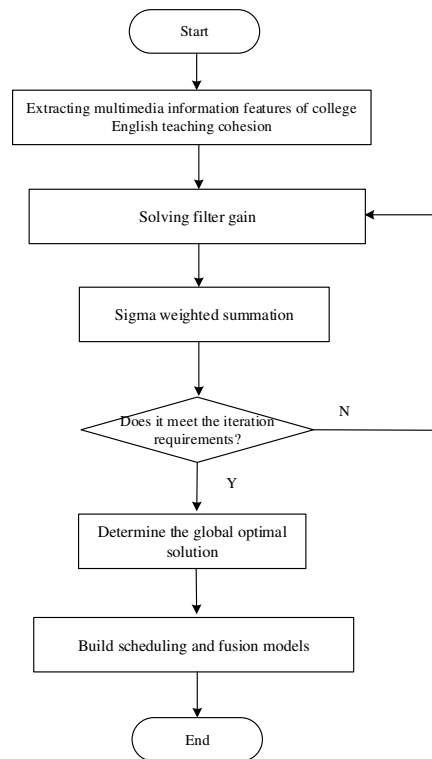 Start
Extracting multimedia information features of college
English teaching cohesion
Solving filter gain
Sigma weighted summation
Does it meet the iteration
requirements?
N
Y
Determine the global optimal
solution
Build scheduling and fusion models
End